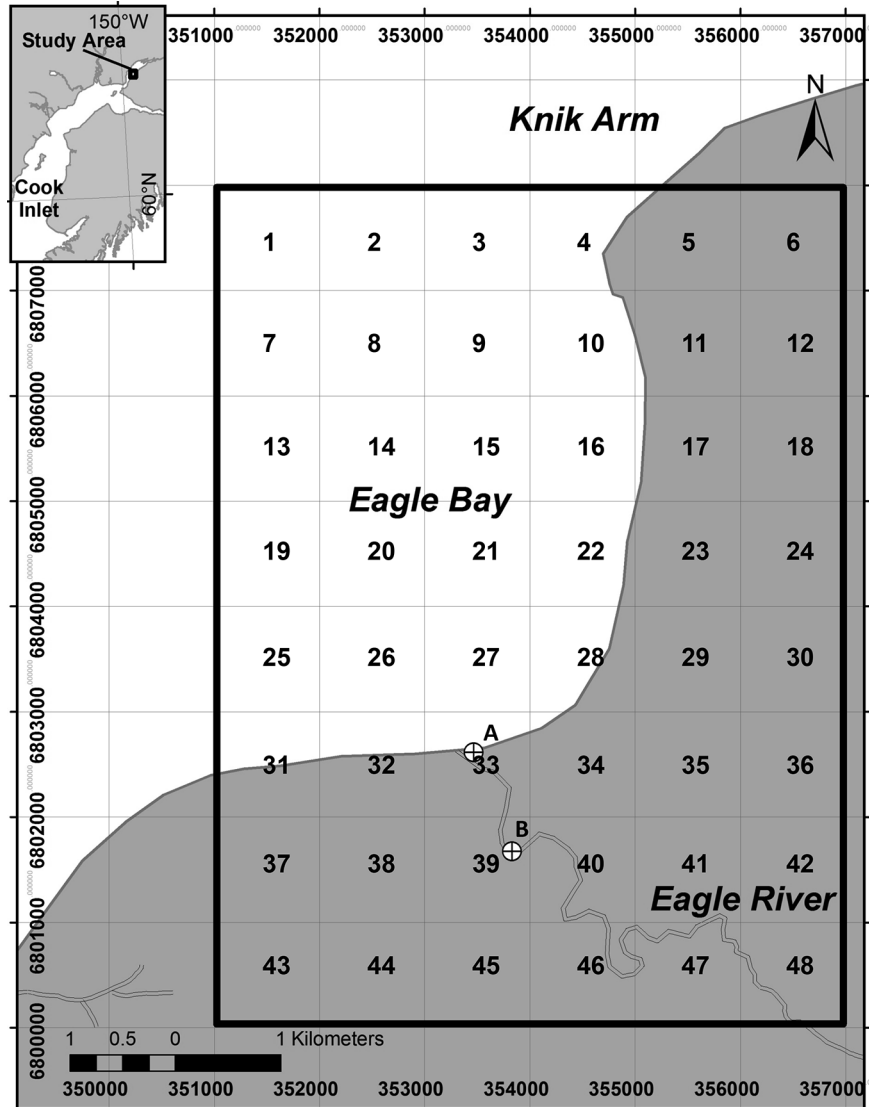 150°W
Study Area
60°N
Cook
Inlet
351000 352000 353000 354000 355000 356000 357000
Knik Arm
N
1 2 3 4 5 6
6807000
7 8 9 10 11 12
6806000
13 14 15 16 17 18
Eagle Bay
6805000
19 20 21 22 23 24
6804000
25 26 27 28 29 30
6803000
A
31 32 33 34 35 36
6802000
B
37 38 39 40 41 42
Eagle River
6801000
43 44 45 46 47 48
6800000
1 0.5 0 1 Kilometers
350000 351000 352000 353000 354000 355000 356000 357000